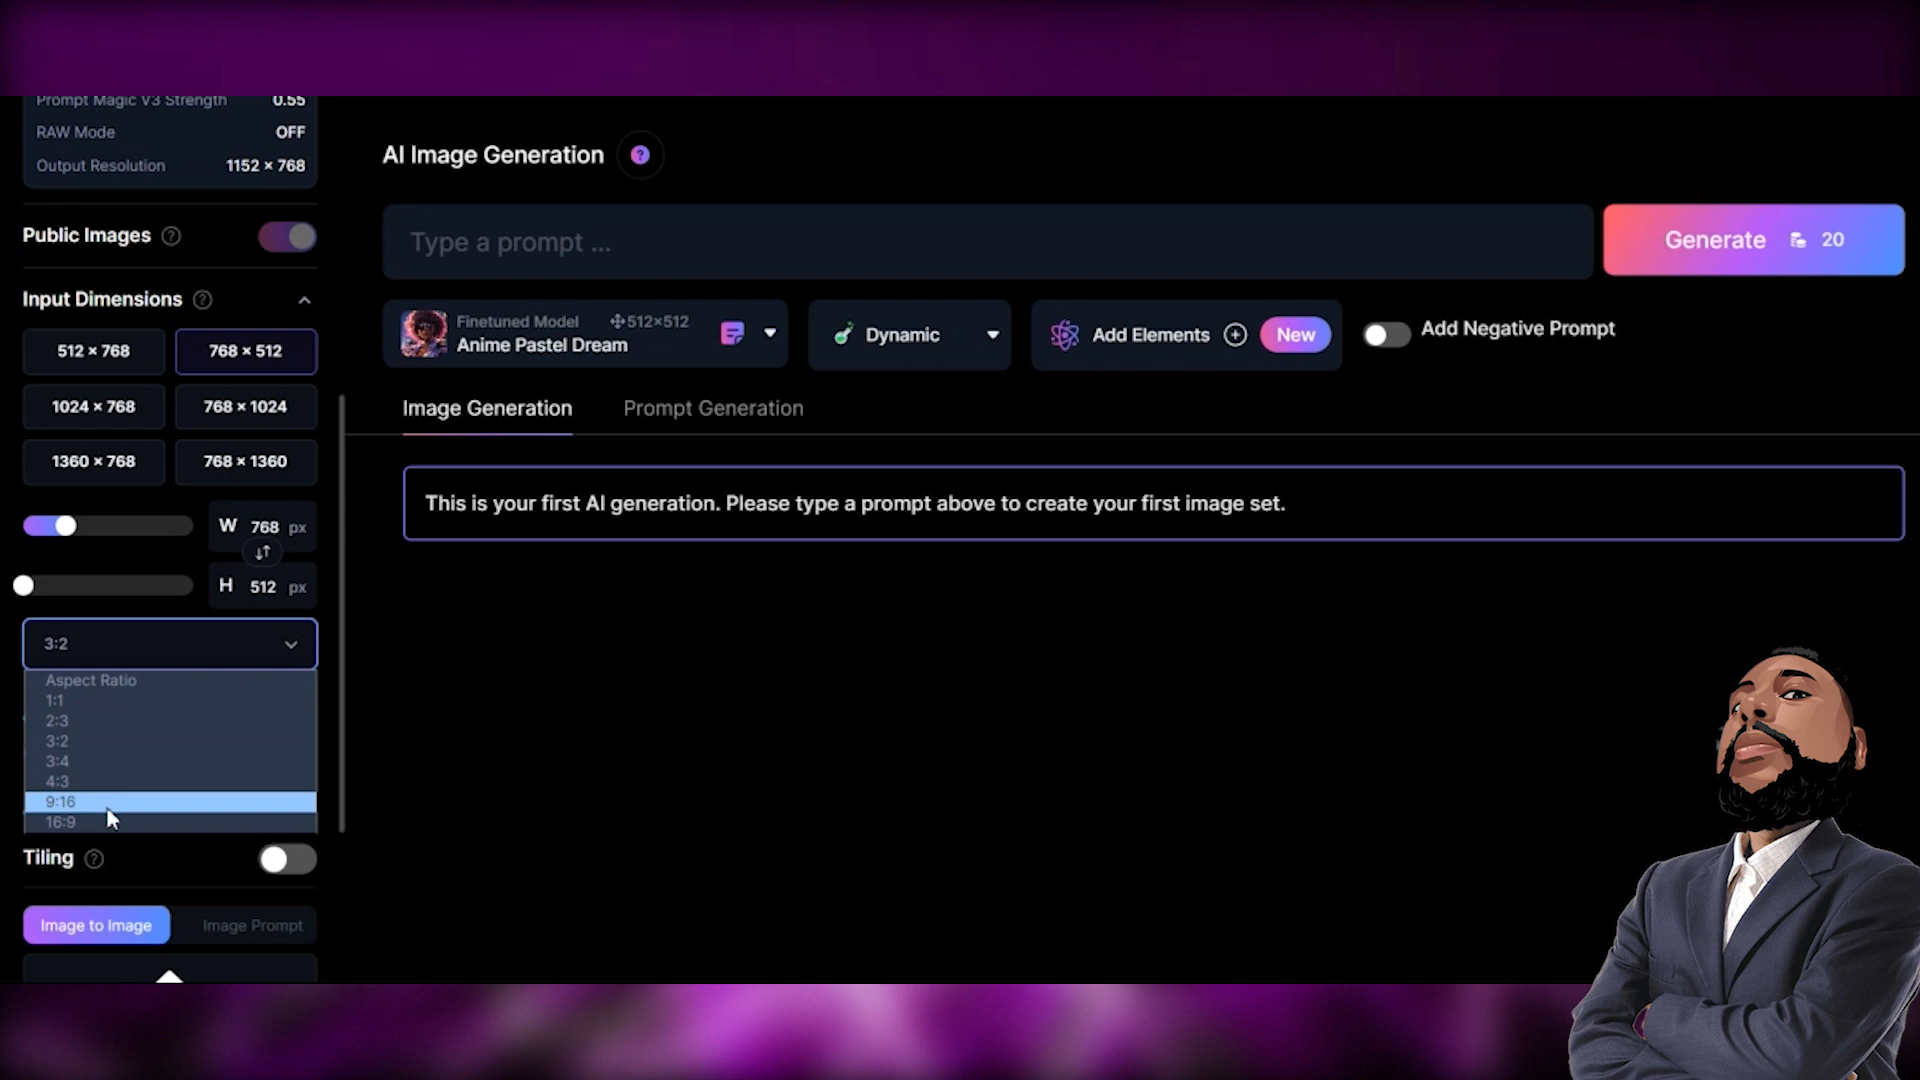 Prompt Magic V3 Strength 0.55
RAW Mode OFF
Output Resolution 1152 × 768
Public Images ?
Input Dimensions ?
512 × 768 768 × 512
1024 × 768 768 × 1024
1360 × 768 768 × 1360
W 768 px
H 512 px
3:2
Aspect Ratio
1:1
2:3
3:2
3:4
4:3
9:16
16:9
Tiling ?
Image to Image Image Prompt
AI Image Generation ?
Type a prompt ...
Generate 20
Finetuned Model 512×512
Anime Pastel Dream
Dynamic
Add Elements New
Add Negative Prompt
Image Generation Prompt Generation
This is your first AI generation. Please type a prompt above to create your first image set.